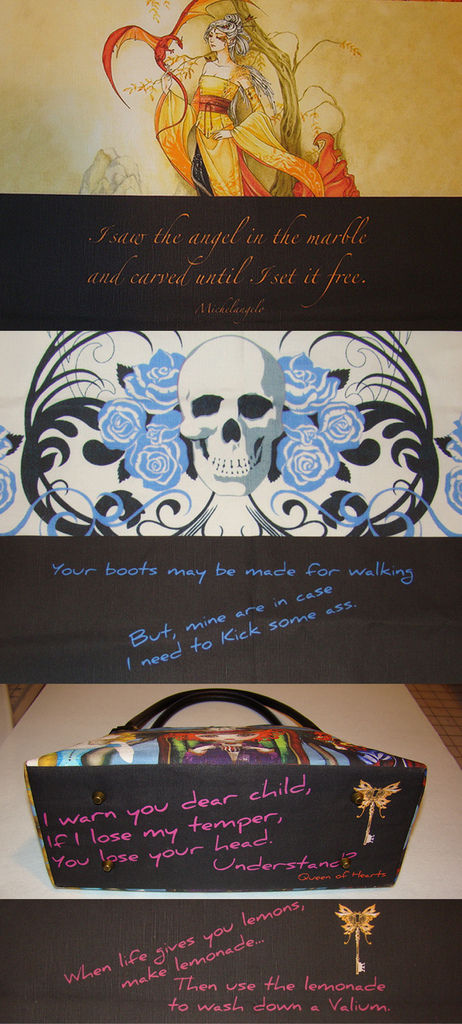 I saw the angel in the marble
and carved until I set it free.
Michelangelo
Your boots may be made for walking
But, mine are in case
I need to Kick some ass.
I warn you dear child,
If I lose my temper,
You lose your head.
Understand?
Queen of Hearts
When life gives you lemons,
make lemonade...
Then use the lemonade
to wash down a Valium.